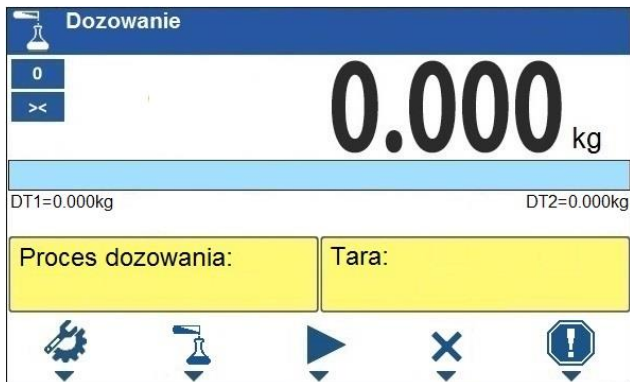 Dozowanie
0
><
0.000 kg
DT1=0.000kg DT2=0.000kg
Proces dozowania: Tara: